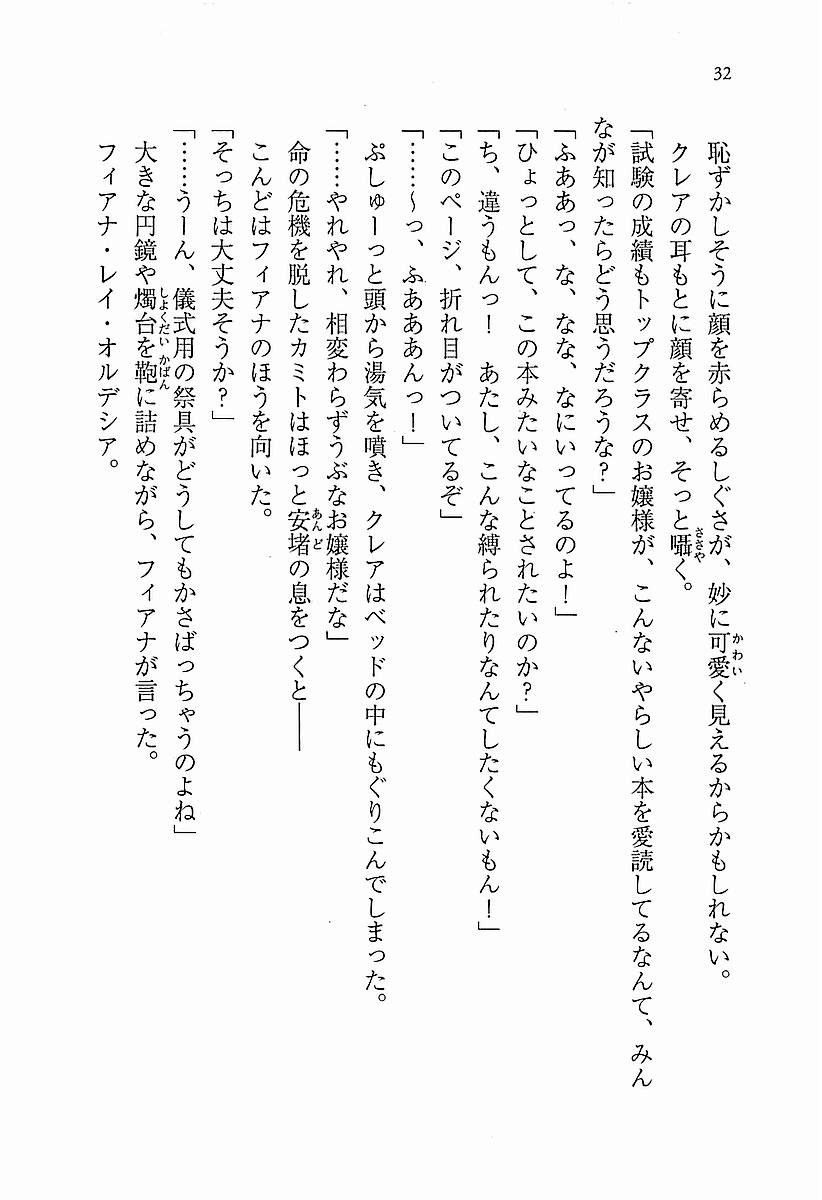 32
恥ずかしそうに顔を赤らめるしぐさが、妙に可愛く見えるからかもしれない。
クレアの耳もとに顔を寄せ、そっと囁く。
「試験の成績もトップクラスのお嬢様が、こんないやらしい本を愛読してるなんて、みん
なが知ったらどう思うだろうな?」
「ふああっ、な、なな、なにいってるのよ!」
「ひょっとして、この本みたいなことされたいのか?」
「ち、違うもんっ! あたし、こんな縛られたりなんてしたくないもん!」
「このページ、折れ目がついてるぞ」
「……~っ、ふあああんっ!」
ぷしゅーっと頭から湯気を噴き、クレアはベッドの中にもぐりこんでしまった。
「……やれやれ、相変わらずうぶなお嬢様だな」
命の危機を脱したカミトはほっと安堵の息をつくと――
こんどはフィアナのほうを向いた。
「そっちは大丈夫そうか?」
「……うーん、儀式用の祭具がどうしてもかさばっちゃうのよね」
大きな円鏡や燭台を鞄に詰めながら、フィアナが言った。
フィアナ・レイ・オルデシア。